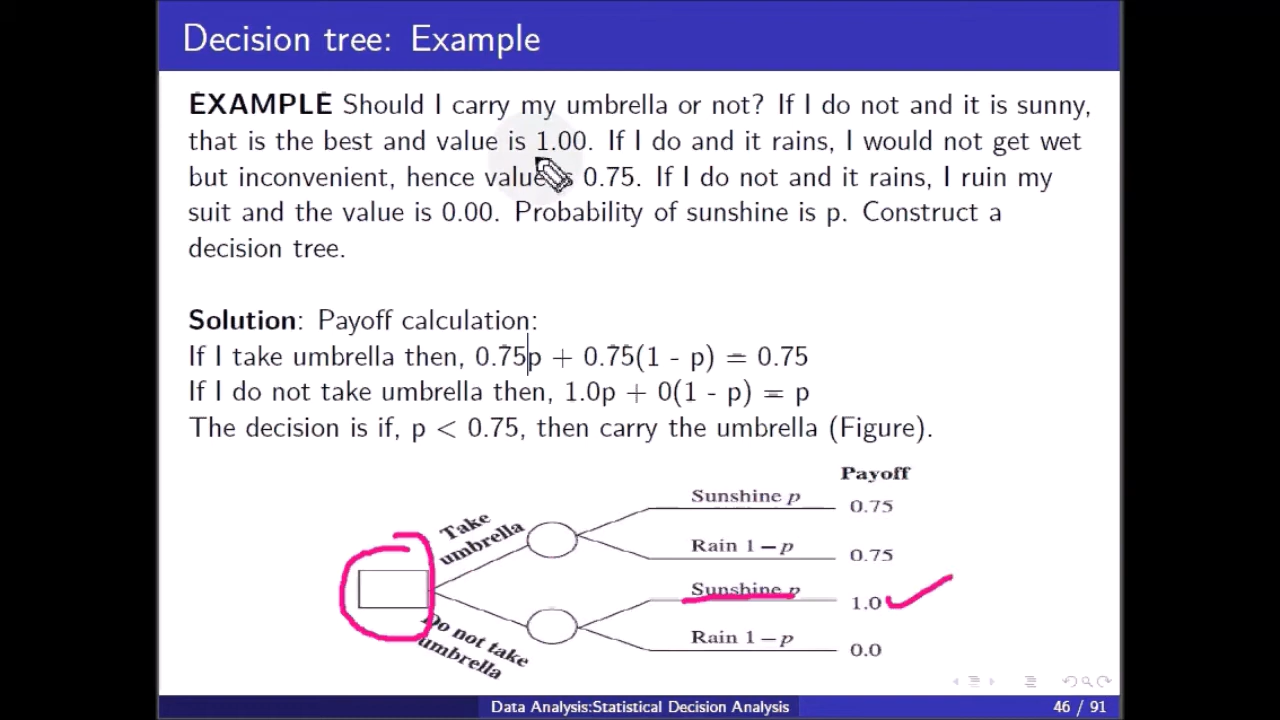 Decision tree: Example
EXAMPLE Should I carry my umbrella or not? If I do not and it is sunny,
that is the best and value is 1.00. If I do and it rains, I would not get wet
but inconvenient, hence value is 0.75. If I do not and it rains, I ruin my
suit and the value is 0.00. Probability of sunshine is p. Construct a
decision tree.
Solution: Payoff calculation:
If I take umbrella then, 0.75p + 0.75(1 - p) = 0.75
If I do not take umbrella then, 1.0p + 0(1 - p) = p
The decision is if, p < 0.75, then carry the umbrella (Figure).
Payoff
Take
umbrella
Sunshine p 0.75
Rain 1 – p 0.75
Do not take
umbrella
Sunshine p 1.0
Rain 1 – p 0.0
Data Analysis:Statistical Decision Analysis 46 / 91